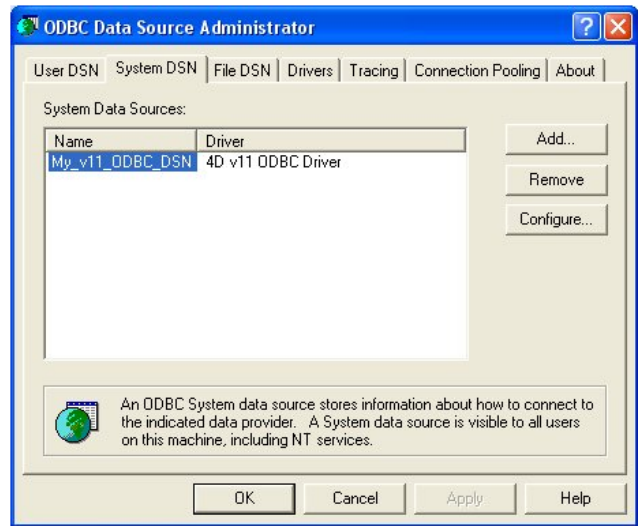 ODBC Data Source Administrator
User DSN System DSN File DSN Drivers Tracing Connection Pooling About
System Data Sources:
Name Driver
My_v11_ODBC_DSN 4D v11 ODBC Driver
Add...
Remove
Configure...
An ODBC System data source stores information about how to connect to
the indicated data provider. A System data source is visible to all users
on this machine, including NT services.
OK Cancel Apply Help